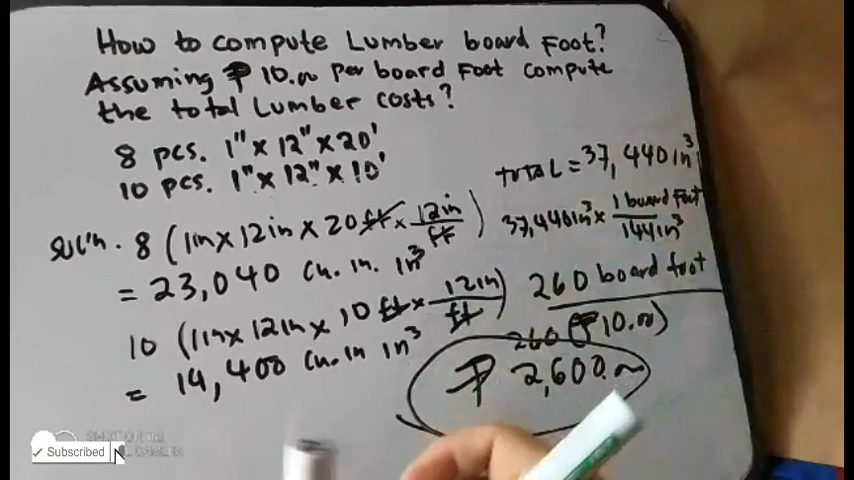 How to compute Lumber board Foot?
Assuming ₱ 10.00 per board Foot compute
the total Lumber costs?
8 pcs. 1" x 12" x 20'
10 pcs. 1" x 12" x 10'
Sol'n. 8 (1in x 12in x 20 ft x 12in/ft)
= 23,040 cu. in. in³
10 (1in x 12in x 10 ft x 12in/ft)
= 14,400 cu. in in³
TOTAL = 37,440 in³
37,440 in³ x 1 board foot/144 in³
260 board foot
260 (₱10.00)
₱ 2,600.00
✓ Subscribed